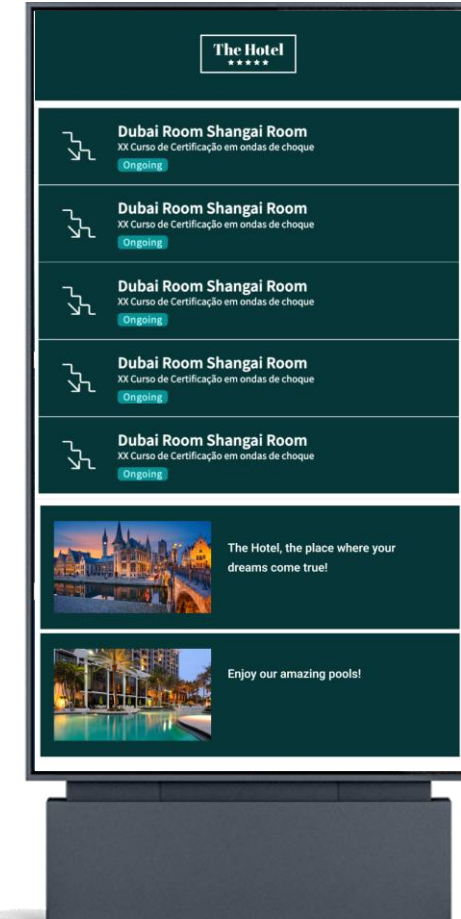 The Hotel
★★★★★
Dubai Room Shangai Room
XX Curso de Certificação em ondas de choque
Ongoing
Dubai Room Shangai Room
XX Curso de Certificação em ondas de choque
Ongoing
Dubai Room Shangai Room
XX Curso de Certificação em ondas de choque
Ongoing
Dubai Room Shangai Room
XX Curso de Certificação em ondas de choque
Ongoing
Dubai Room Shangai Room
XX Curso de Certificação em ondas de choque
Ongoing
The Hotel, the place where your
dreams come true!
Enjoy our amazing pools!